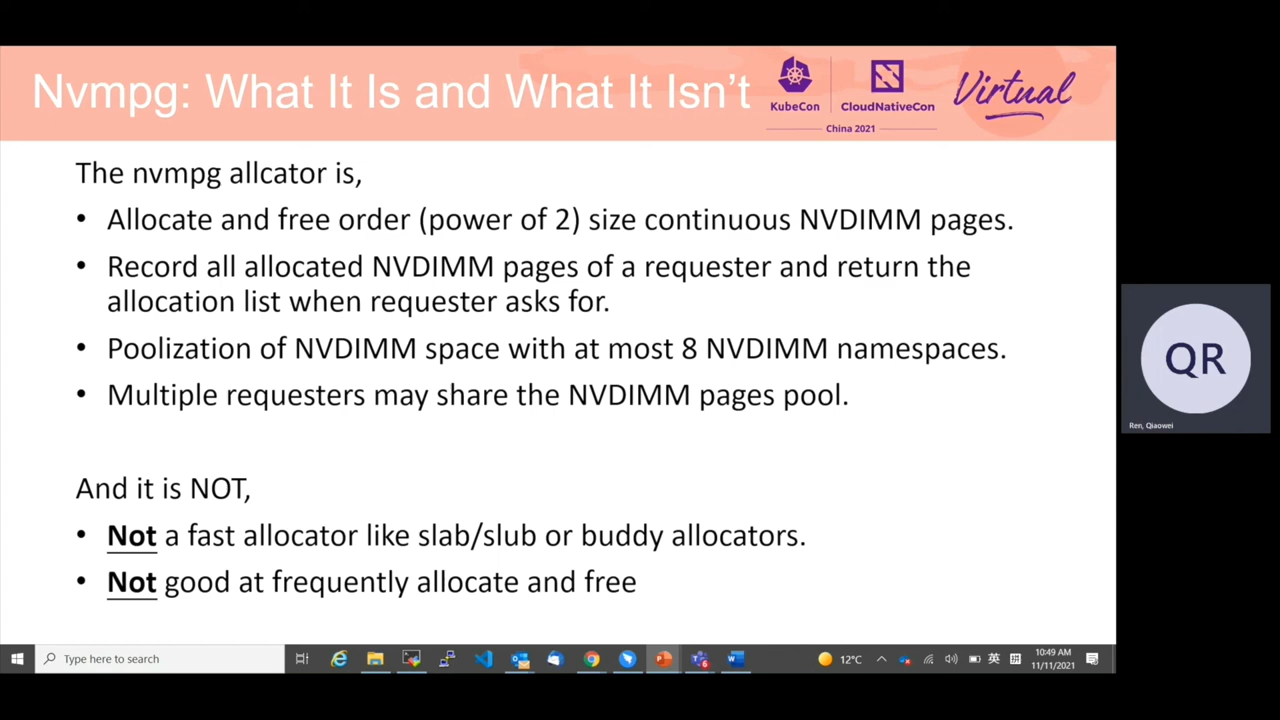 Nvmpg: What It Is and What It Isn't
KubeCon
CloudNativeCon
Virtual
China 2021
The nvmpg allcator is,
• Allocate and free order (power of 2) size continuous NVDIMM pages.
• Record all allocated NVDIMM pages of a requester and return the
allocation list when requester asks for.
• Poolization of NVDIMM space with at most 8 NVDIMM namespaces.
• Multiple requesters may share the NVDIMM pages pool.
And it is NOT,
• Not a fast allocator like slab/slub or buddy allocators.
• Not good at frequently allocate and free
QR
Ren, Qiaowei
Type here to search
12°C
英
拼
10:49 AM
11/11/2021